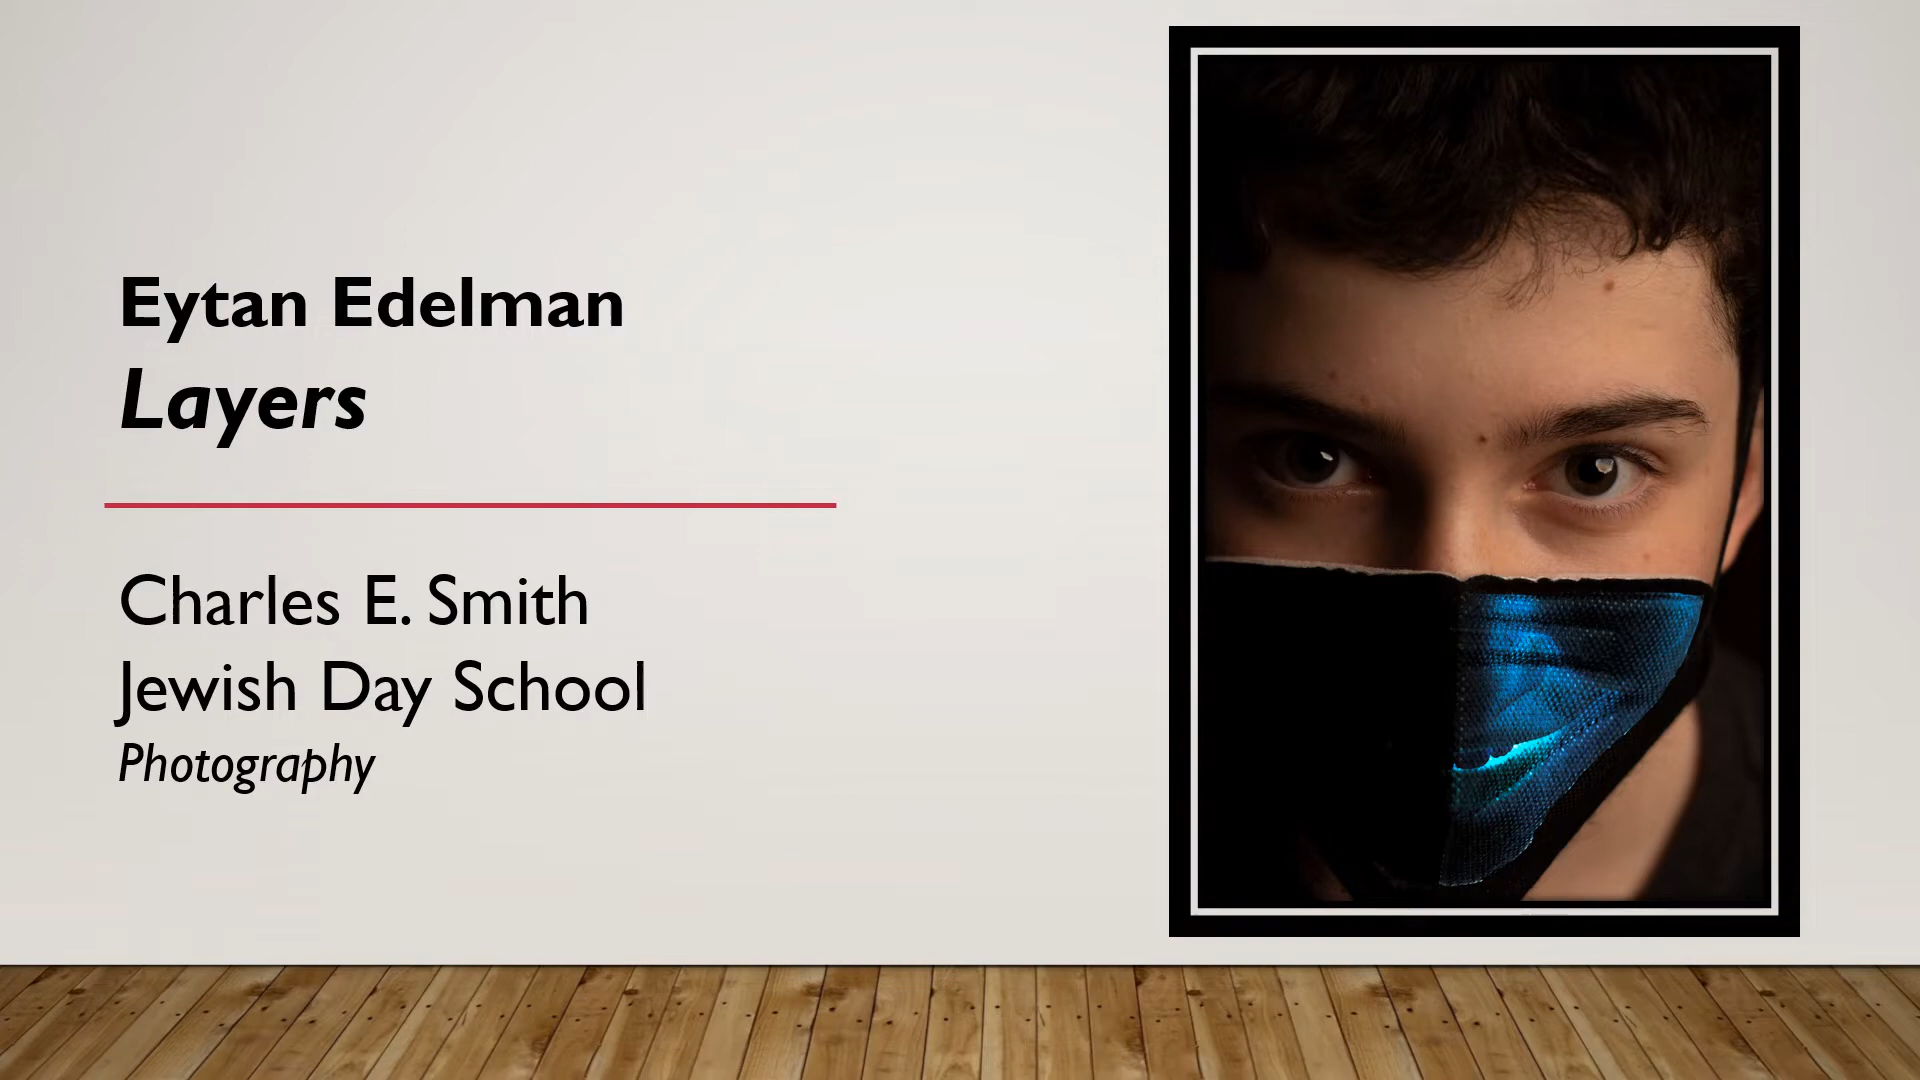 Eytan Edelman
Layers
Charles E. Smith
Jewish Day School
Photography